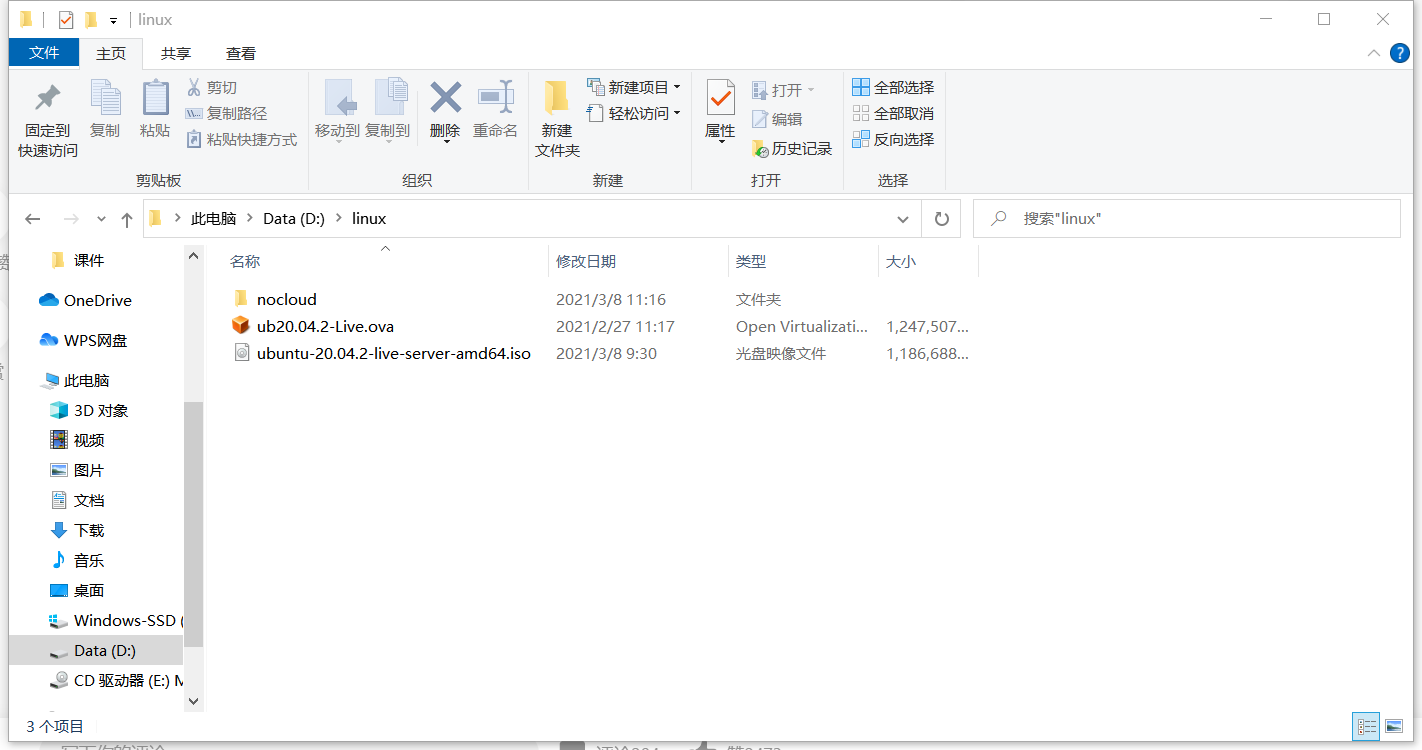 linux
文件 主页 共享 查看
固定到 快速访问
复制
粘贴
剪切
复制路径
粘贴快捷方式
剪贴板
移动到 复制到 删除 重命名
组织
新建 文件夹
新建项目
轻松访问
新建
属性
打开
编辑
历史记录
打开
全部选择
全部取消
反向选择
选择
此电脑 Data (D:) linux
搜索"linux"
课件
OneDrive
WPS网盘
此电脑
3D 对象
视频
图片
文档
下载
音乐
桌面
Windows-SSD (
Data (D:)
CD 驱动器 (E:) M
名称 修改日期 类型 大小
nocloud 2021/3/8 11:16 文件夹
ub20.04.2-Live.ova 2021/2/27 11:17 Open Virtualizati... 1,247,507...
ubuntu-20.04.2-live-server-amd64.iso 2021/3/8 9:30 光盘映像文件 1,186,688...
3 个项目